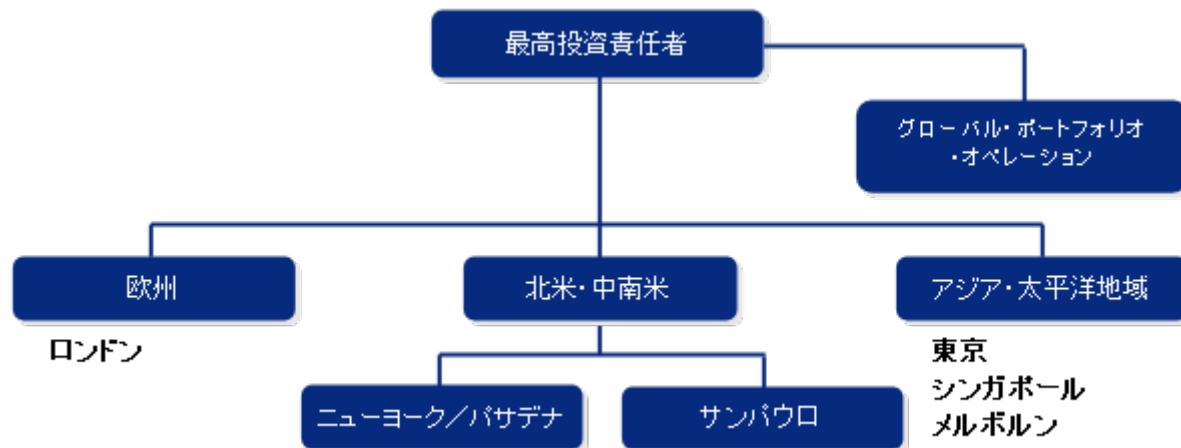 最高投資責任者
グローバル・ポートフォリオ
・オペレーション
欧州
北米・中南米
アジア・太平洋地域
ロンドン
東京
シンガポール
メルボルン
ニューヨーク／パサデナ
サンパウロ